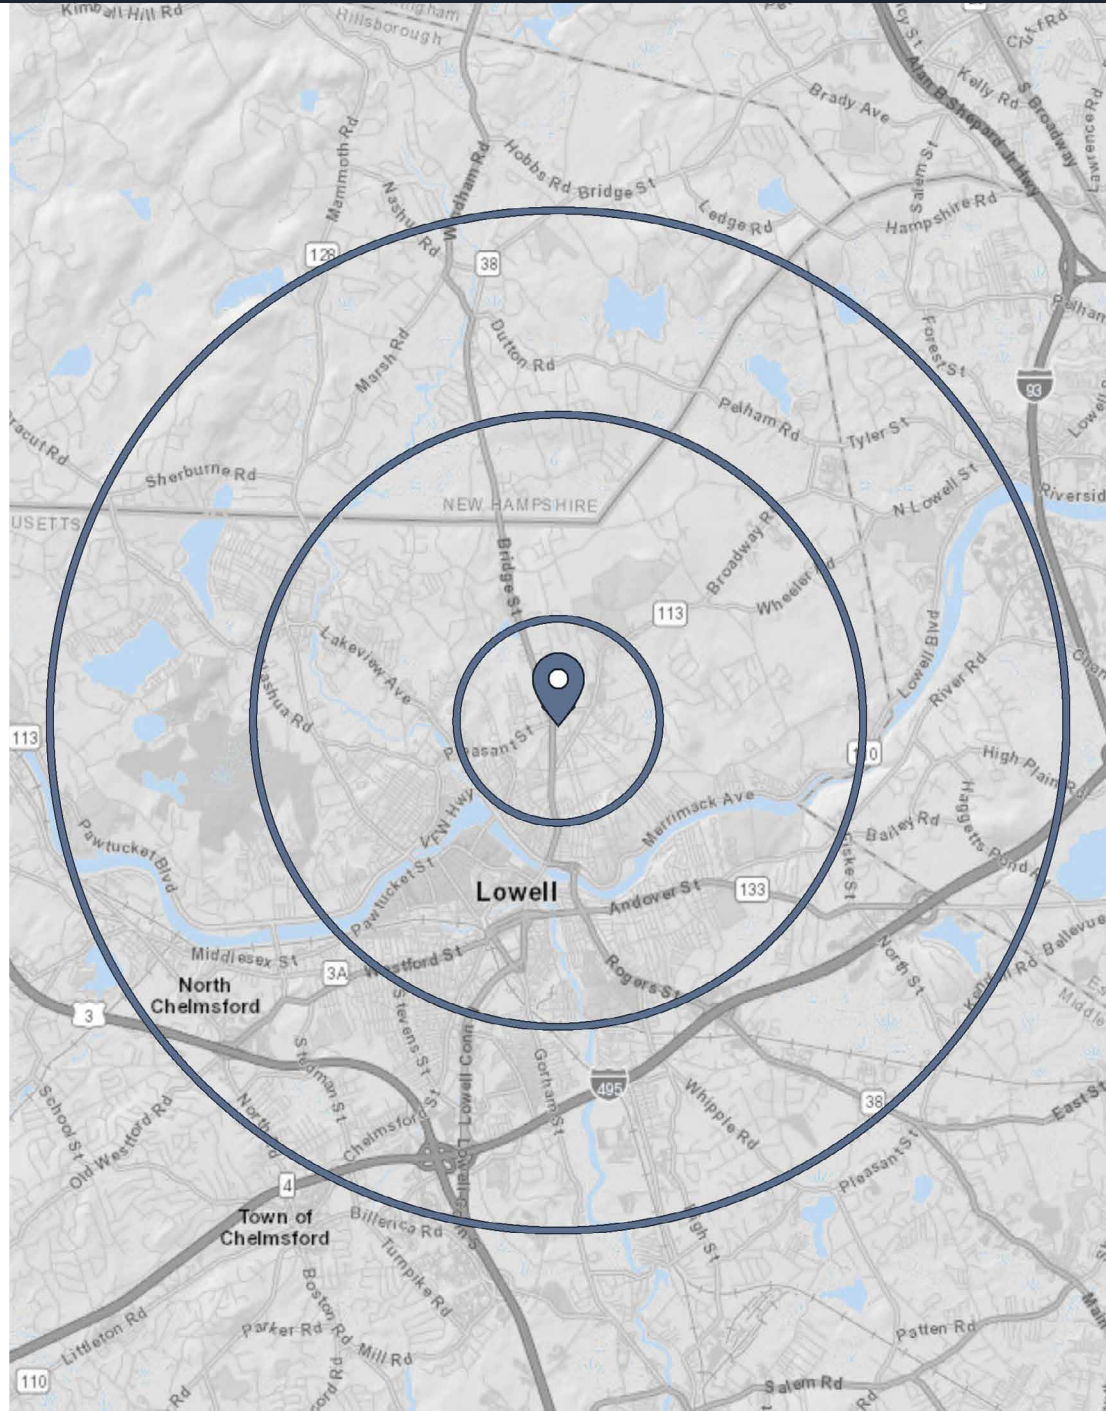 Kimball Hill Rd
Hillsborough
Mammoth Rd
Nashua Rd
Windham Rd
Hobbs Rd
Bridge St
Ledge Rd
Brady Ave
Alan B Shepard Jr Hwy
Kelly Rd
S Broadway
Lawrence Rd
Salem St
Hampshire Rd
128
38
Pelham
Marsh Rd
Dutton Rd
Forest St
93
Pelham Rd
Tyler St
Sherburne Rd
NEW HAMPSHIRE
N Lowell St
USETTS
Bridge St
Broadway R
Wheeler Rd
113
Lakeview Ave
Nashua Rd
Lowell Blvd
River Rd
113
Pleasant St
110
High Plain Rd
VFW Hwy
Merrimack Ave
Haggetts Pond Av
Bailey Rd
Pawtucket Blvd
Pawtucket St
Fiske St
Lowell
Andover St
133
Middlesex St
Westford St
3A
Rogers St
North St
Bellevue
North
Chelmsford
3
Stevens St
Stedman St
Gorham St
495
38
School St
Old Westford Rd
North Rd
Chelmsford St
Lowell Conn
Whipple Rd
East St
Pleasant St
4
Town of
Chelmsford
Billerica Rd
High St
Turnpike Rd
Boston Rd
Littleton Rd
Parker Rd
Mill Rd
Patten Rd
Main
110
Rd
Salem Rd
Rd